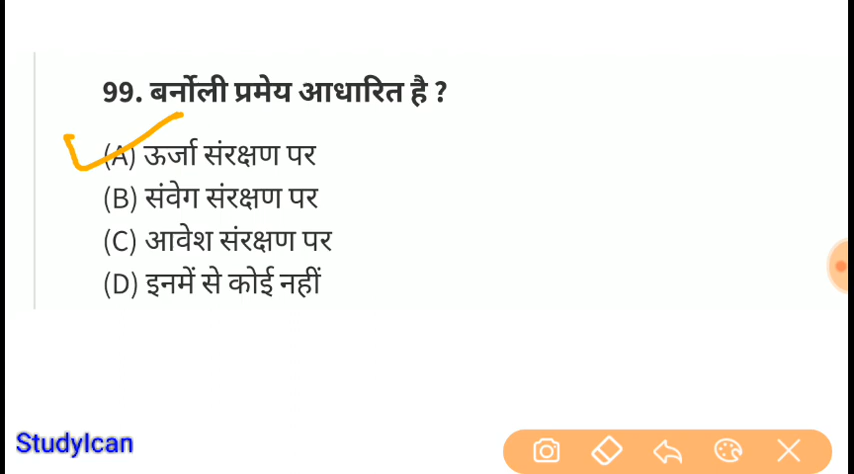 99. बर्नोली प्रमेय आधारित है ?
(A) ऊर्जा संरक्षण पर
(B) संवेग संरक्षण पर
(C) आवेश संरक्षण पर
(D) इनमें से कोई नहीं
StudyIcan